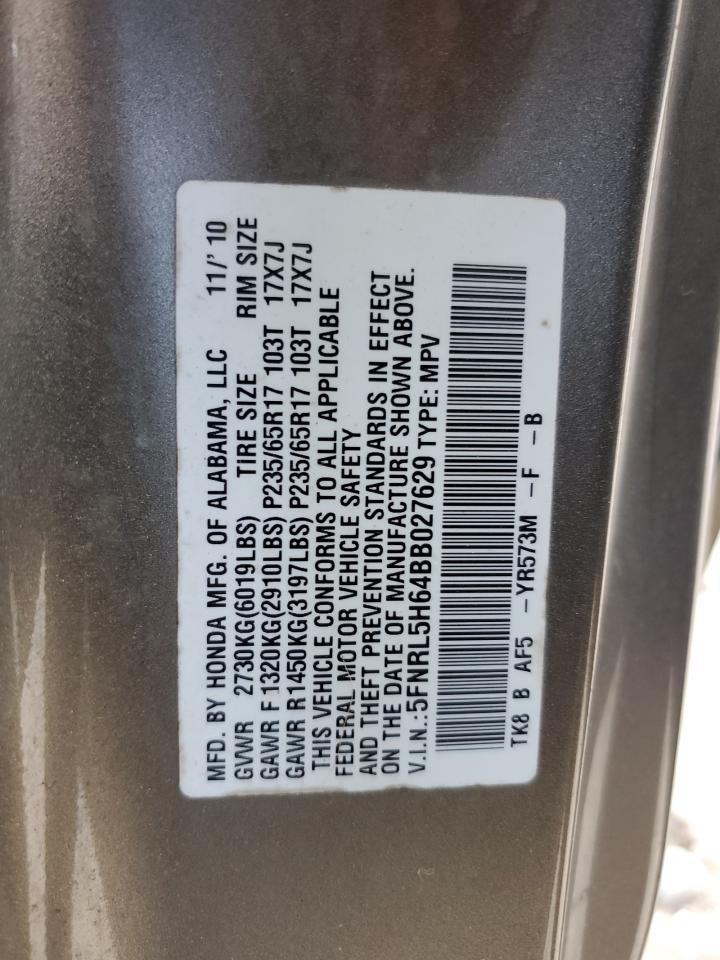 MFD. BY HONDA MFG. OF ALABAMA, LLC 11/' 10
GVWR 2730KG(6019LBS) TIRE SIZE RIM SIZE
GAWR F 1320KG(2910LBS) P235/65R17 103T 17X7J
GAWR R 1450KG(3197LBS) P235/65R17 103T 17X7J
THIS VEHICLE CONFORMS TO ALL APPLICABLE
FEDERAL MOTOR VEHICLE SAFETY
AND THEFT PREVENTION STANDARDS IN EFFECT
ON THE DATE OF MANUFACTURE SHOWN ABOVE.
V.I.N.:5FNRL5H64BB027629 TYPE: MPV
TK8 B AF5 -YR573M -F -B